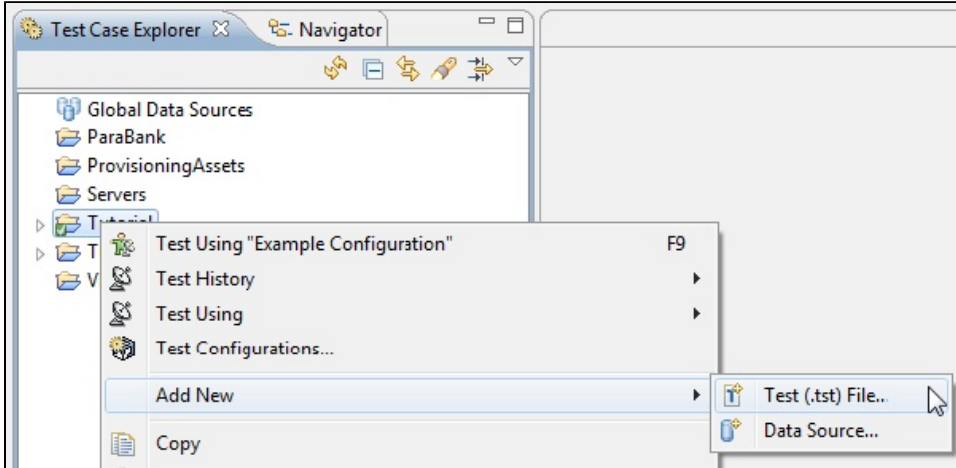 Test Case Explorer Navigator
Global Data Sources
ParaBank
ProvisioningAssets
Servers
Tutorial
T
V
Test Using "Example Configuration" F9
Test History
Test Using
Test Configurations...
Add New
Test (.tst) File...
Data Source...
Copy